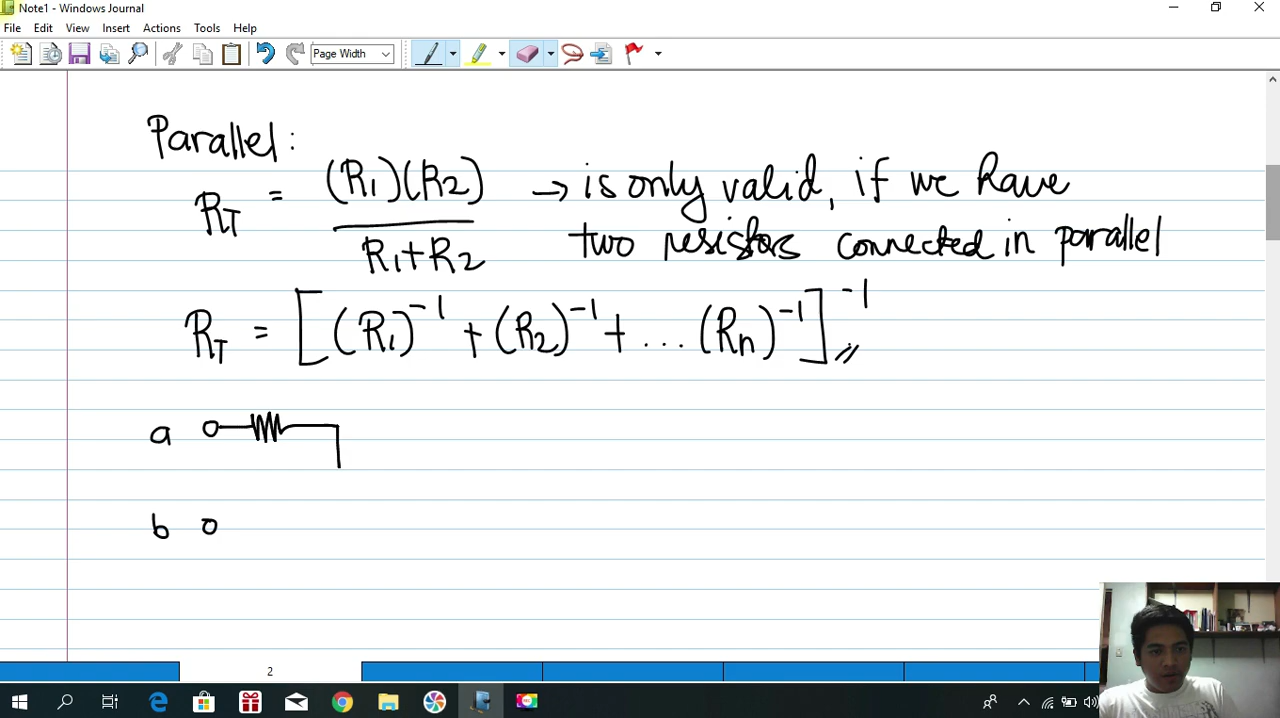 Note1 - Windows Journal
File Edit View Insert Actions Tools Help
Page Width
Parallel:
RT = (R1)(R2) → is only valid, if we have
R1+R2 two resistors connected in parallel
RT = [(R1)^-1 + (R2)^-1 + ... (Rn)^-1]^-1 //
a
b
2